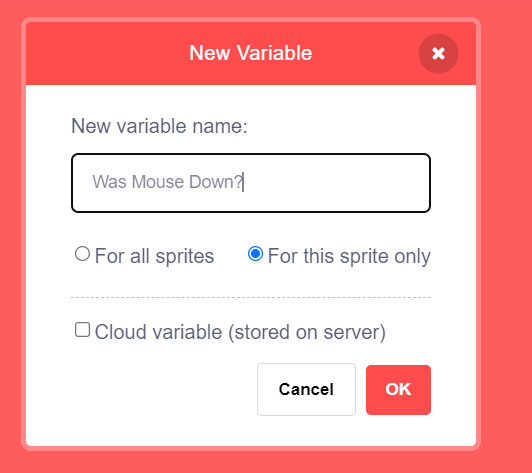 New Variable
New variable name:
Was Mouse Down?
For all sprites For this sprite only
Cloud variable (stored on server)
Cancel OK